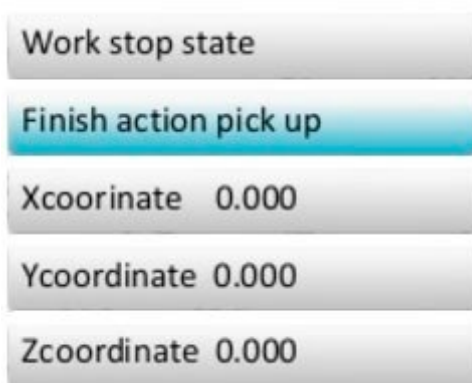 Work stop state
Finish action pick up
Xcoorinate 0.000
Ycoordinate 0.000
Zcoordinate 0.000